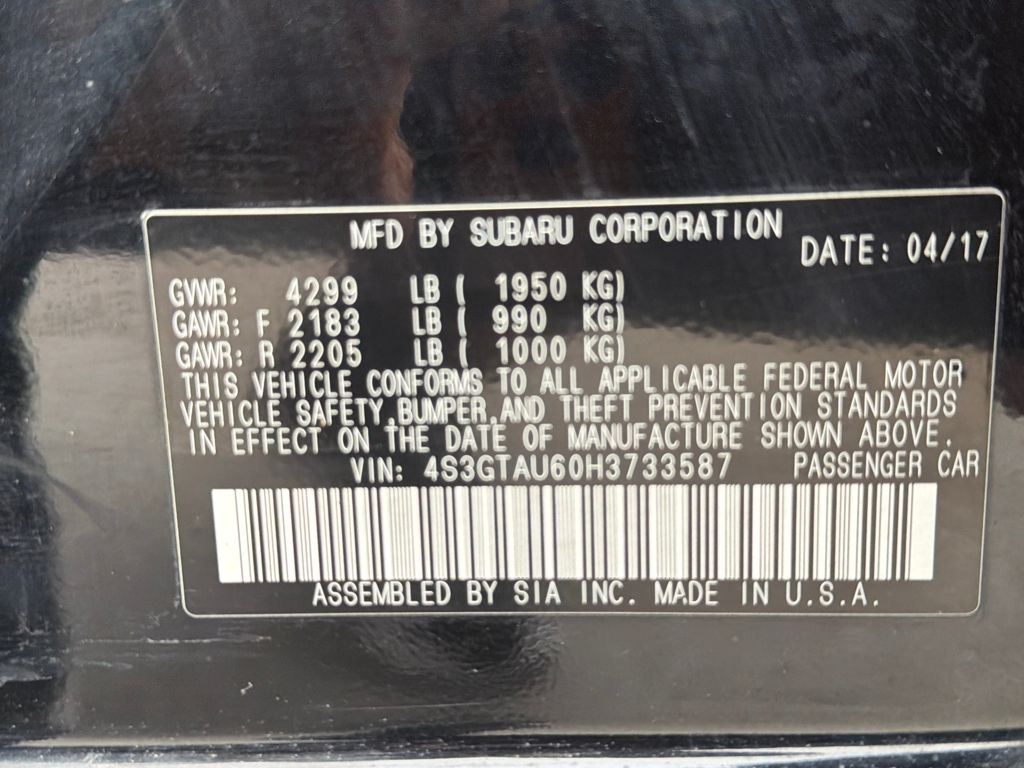 MFD BY SUBARU CORPORATION
DATE: 04/17
GVWR: 4299 LB ( 1950 KG)
GAWR: F 2183 LB ( 990 KG)
GAWR: R 2205 LB ( 1000 KG)
THIS VEHICLE CONFORMS TO ALL APPLICABLE FEDERAL MOTOR
VEHICLE SAFETY, BUMPER, AND THEFT PREVENTION STANDARDS
IN EFFECT ON THE DATE OF MANUFACTURE SHOWN ABOVE.
VIN: 4S3GTAU60H3733587 PASSENGER CAR
ASSEMBLED BY SIA INC. MADE IN U.S.A.